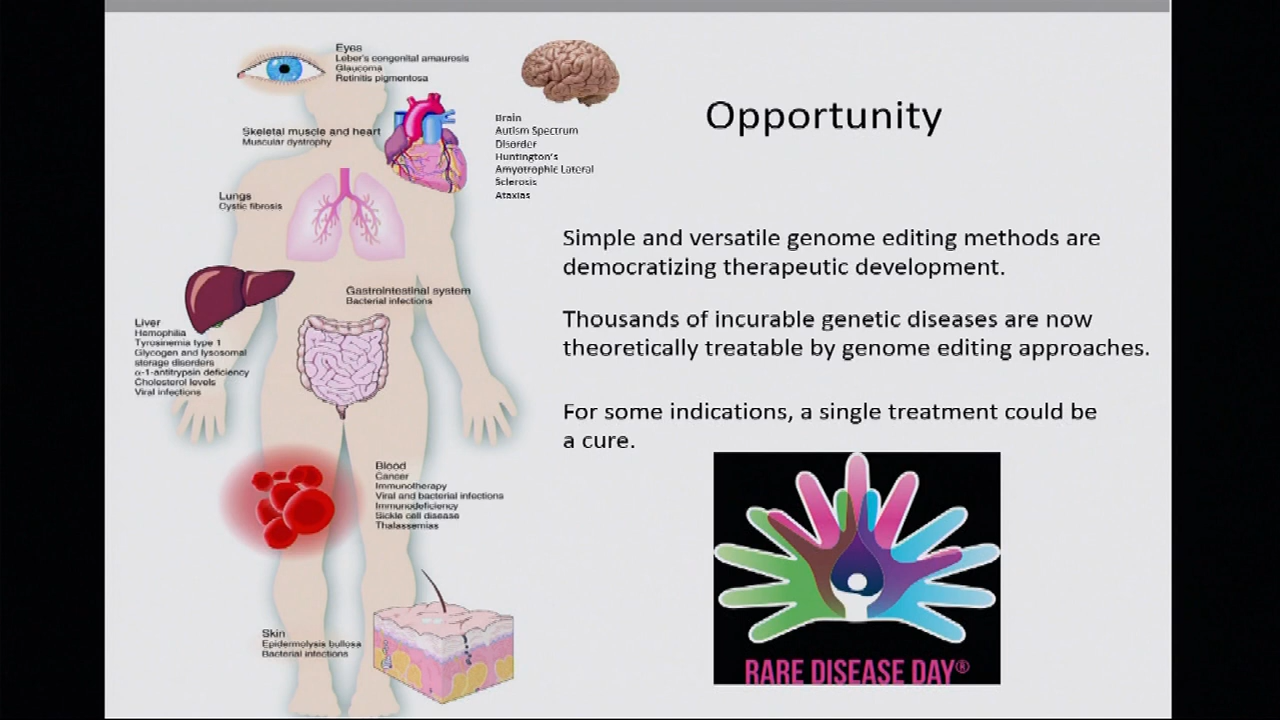 Opportunity
Eyes
Leber's congenital amaurosis
Glaucoma
Retinitis pigmentosa
Skeletal muscle and heart
Muscular dystrophy
Brain
Autism Spectrum
Disorder
Huntington's
Amyotrophic Lateral
Sclerosis
Ataxias
Lungs
Cystic fibrosis
Liver
Hemophilia
Tyrosinemia type 1
Glycogen and lysosomal
storage disorders
α-1-antitrypsin deficiency
Cholesterol levels
Viral infections
Gastrointestinal system
Bacterial infections
Blood
Cancer
Immunotherapy
Viral and bacterial infections
Immunodeficiency
Sickle cell disease
Thalassemias
Skin
Epidermolysis bullosa
Bacterial infections
Simple and versatile genome editing methods are
democratizing therapeutic development.
Thousands of incurable genetic diseases are now
theoretically treatable by genome editing approaches.
For some indications, a single treatment could be
a cure.
RARE DISEASE DAY®